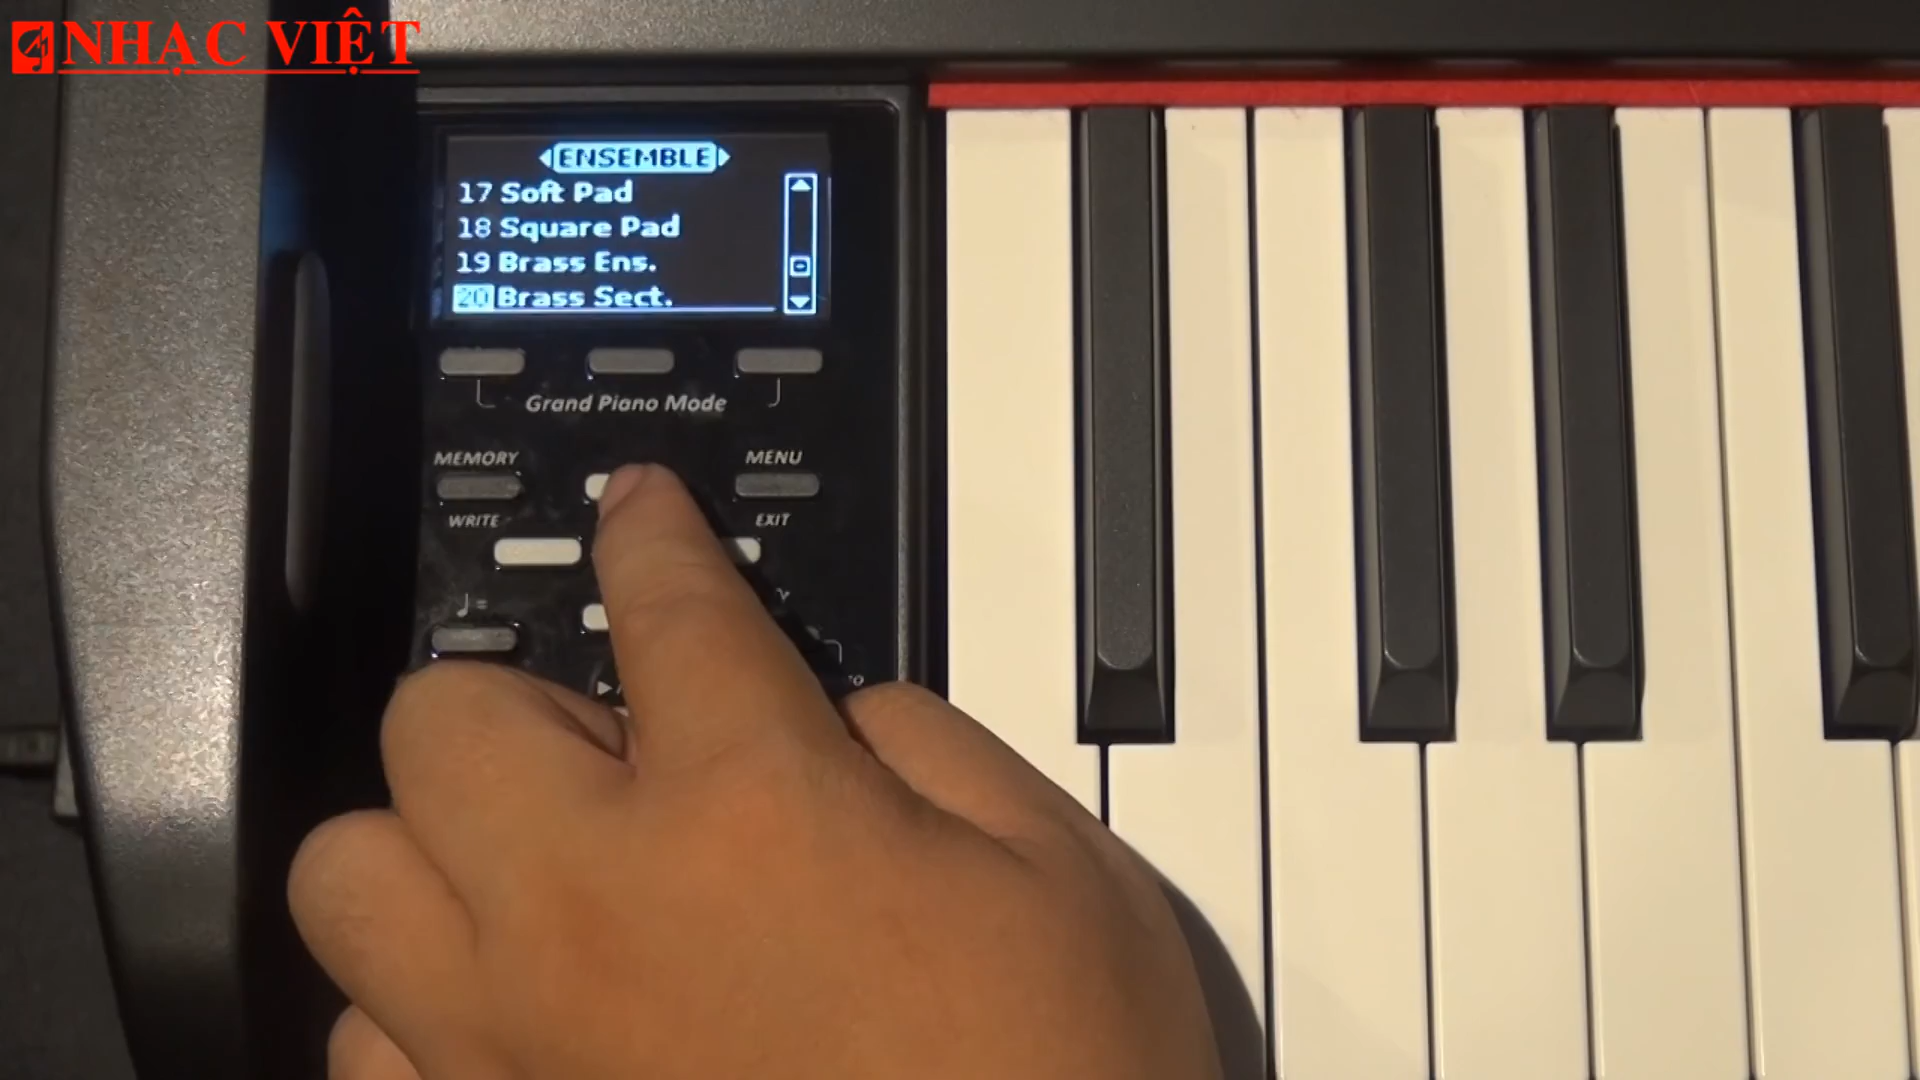 NHẠC VIỆT
ENSEMBLE
17 Soft Pad
18 Square Pad
19 Brass Ens.
20 Brass Sect.
Grand Piano Mode
MEMORY
MENU
WRITE
EXIT